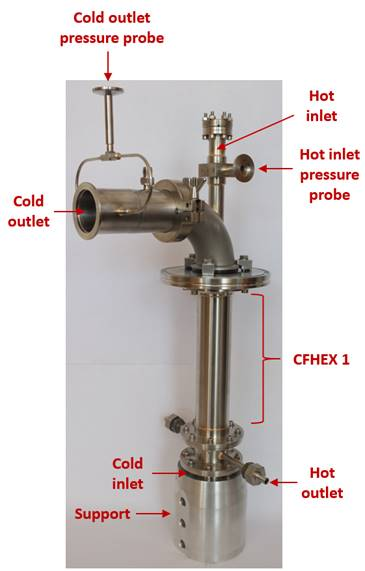 Cold outlet
pressure probe
Hot
inlet
Hot inlet
pressure
probe
Cold
outlet
CFHEX 1
Cold
inlet
Hot
outlet
Support